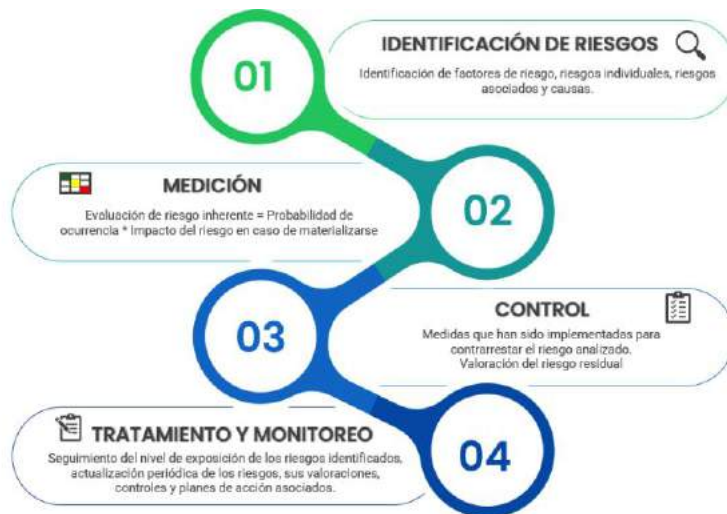 01
IDENTIFICACIÓN DE RIESGOS
Identificación de factores de riesgo, riesgos individuales, riesgos
asociados y causas.
MEDICIÓN
Evaluación de riesgo inherente = Probabilidad de
ocurrencia * Impacto del riesgo en caso de materializarse
02
03
CONTROL
Medidas que han sido implementadas para
contrarrestar el riesgo analizado.
Valoración del riesgo residual
TRATAMIENTO Y MONITOREO
Seguimiento del nivel de exposición de los riesgos identificados,
actualización periódica de los riesgos, sus valoraciones,
controles y planes de acción asociados.
04